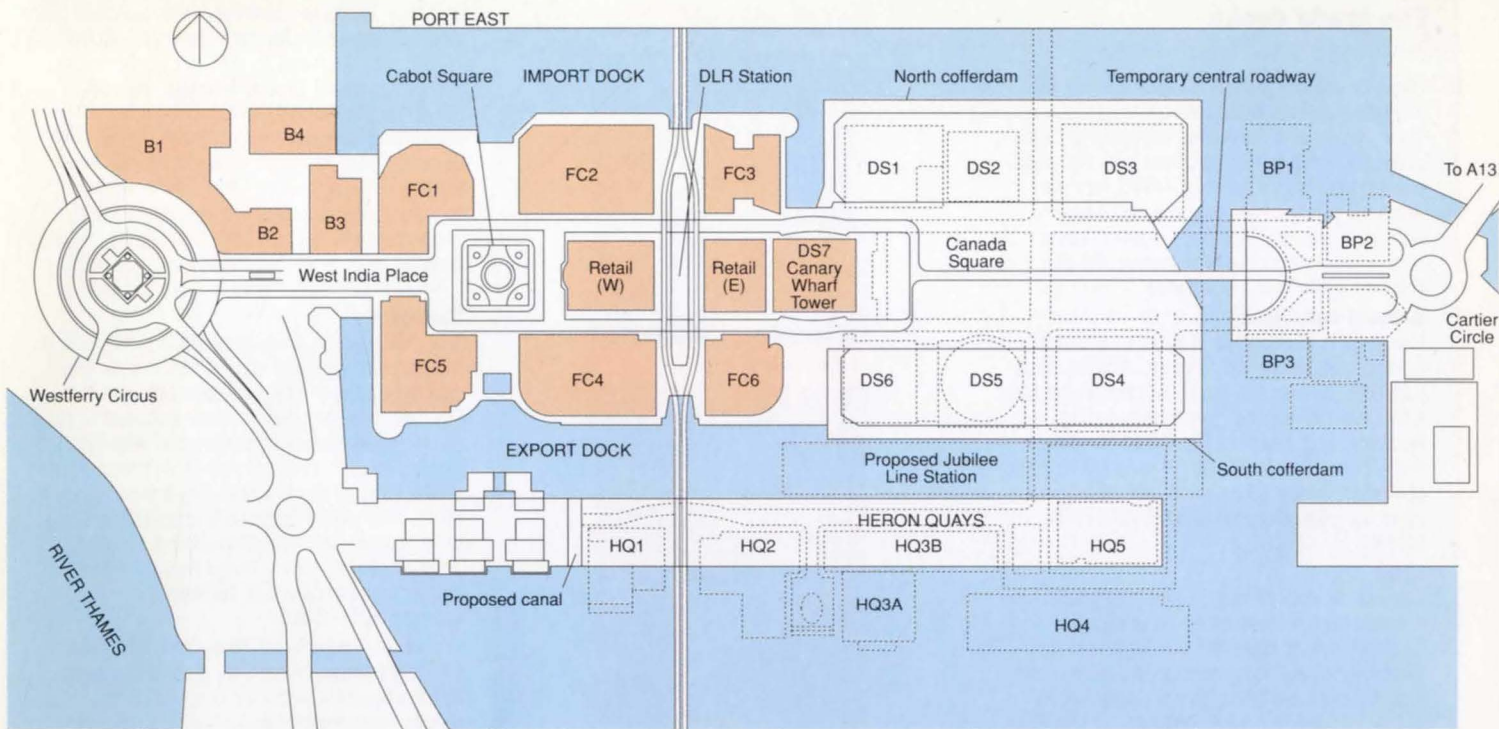 PORT EAST
Cabot Square
IMPORT DOCK
DLR Station
North cofferdam
Temporary central roadway
B1
B4
FC1
FC2
FC3
DS1
DS2
DS3
BP1
To A13
B2
B3
BP2
West India Place
Retail
(W)
Retail
(E)
DS7
Canary
Wharf
Tower
Canada
Square
Cartier
Circle
Westferry Circus
FC5
FC4
FC6
DS6
DS5
DS4
BP3
EXPORT DOCK
Proposed Jubilee
Line Station
South cofferdam
HERON QUAYS
HQ1
HQ2
HQ3B
HQ5
RIVER THAMES
Proposed canal
HQ3A
HQ4